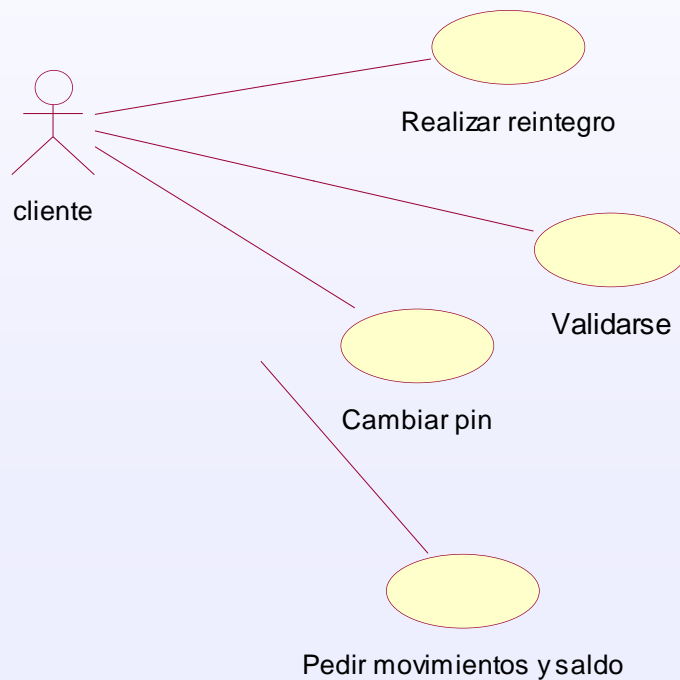 Realizar reintegro
cliente
Validarse
Cambiar pin
Pedir movimientos y saldo